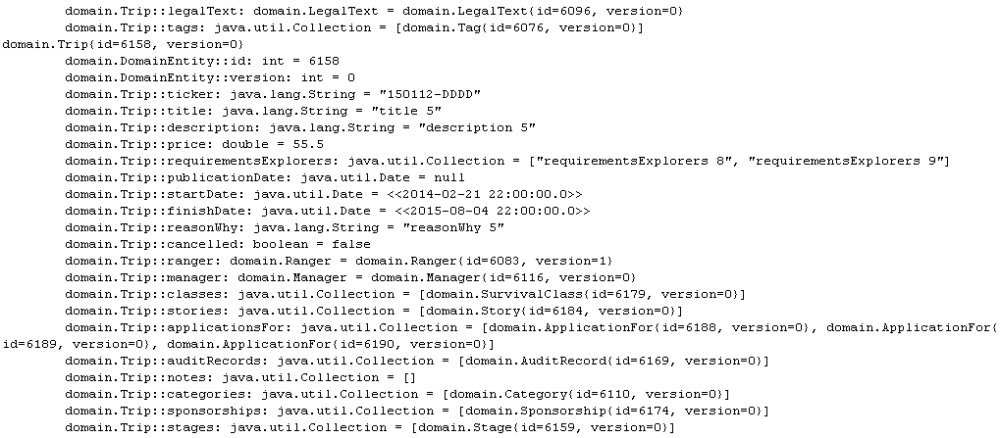 domain.Trip::legalText: domain.LegalText = domain.LegalText{id=6096, version=0}
domain.Trip::tags: java.util.Collection = [domain.Tag{id=6076, version=0}]
domain.Trip{id=6158, version=0}
domain.DomainEntity::id: int = 6158
domain.DomainEntity::version: int = 0
domain.Trip::ticker: java.lang.String = "150112-DDDD"
domain.Trip::title: java.lang.String = "title 5"
domain.Trip::description: java.lang.String = "description 5"
domain.Trip::price: double = 55.5
domain.Trip::requirementsExplorers: java.util.Collection = ["requirementsExplorers 8", "requirementsExplorers 9"]
domain.Trip::publicationDate: java.util.Date = null
domain.Trip::startDate: java.util.Date = <<2014-02-21 22:00:00.0>>
domain.Trip::finishDate: java.util.Date = <<2015-08-04 22:00:00.0>>
domain.Trip::reasonWhy: java.lang.String = "reasonWhy 5"
domain.Trip::cancelled: boolean = false
domain.Trip::ranger: domain.Ranger = domain.Ranger{id=6083, version=1}
domain.Trip::manager: domain.Manager = domain.Manager{id=6116, version=0}
domain.Trip::classes: java.util.Collection = [domain.SurvivalClass{id=6179, version=0}]
domain.Trip::stories: java.util.Collection = [domain.Story{id=6184, version=0}]
domain.Trip::applicationsFor: java.util.Collection = [domain.ApplicationFor{id=6188, version=0}, domain.ApplicationFor{
id=6189, version=0}, domain.ApplicationFor{id=6190, version=0}]
domain.Trip::auditRecords: java.util.Collection = [domain.AuditRecord{id=6169, version=0}]
domain.Trip::notes: java.util.Collection = []
domain.Trip::categories: java.util.Collection = [domain.Category{id=6110, version=0}]
domain.Trip::sponsorships: java.util.Collection = [domain.Sponsorship{id=6174, version=0}]
domain.Trip::stages: java.util.Collection = [domain.Stage{id=6159, version=0}]